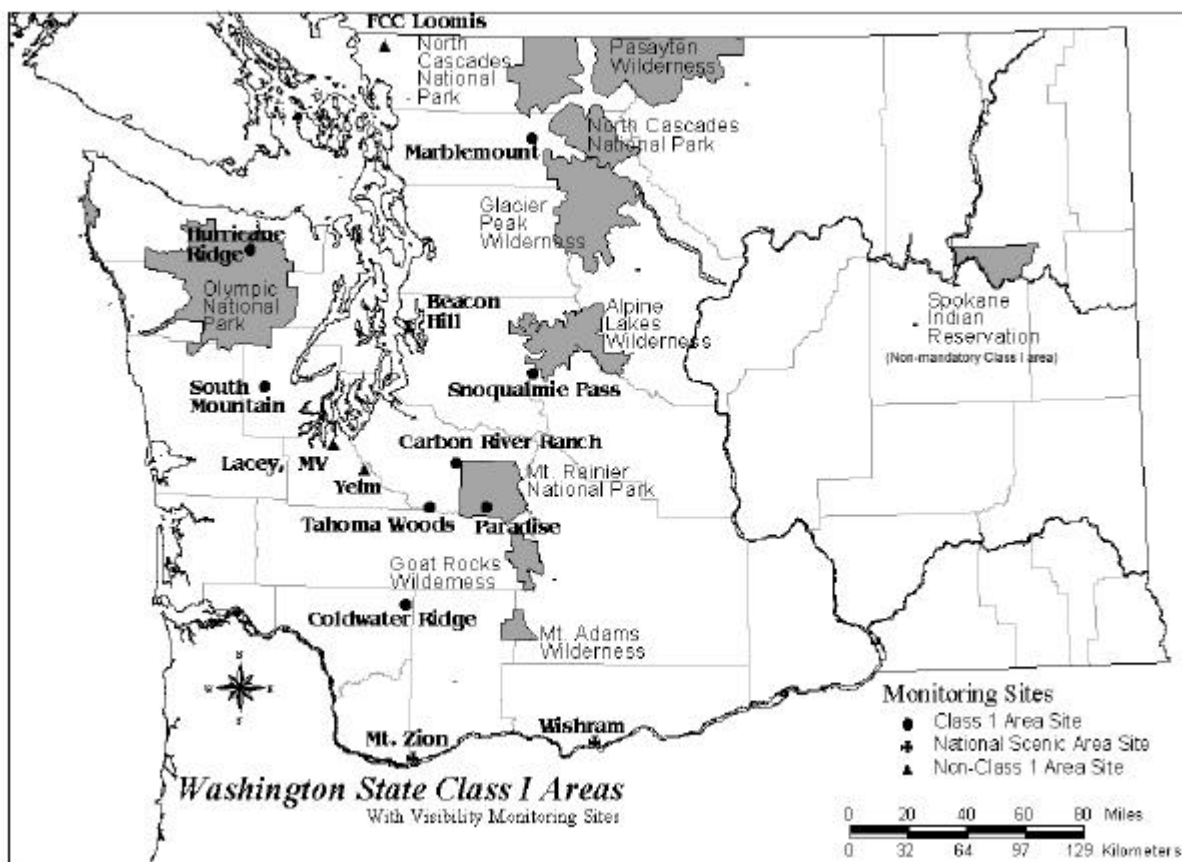 FCC Loomis
North
Cascades
National
Park
Pasayten
Wilderness
Marblemount
North Cascades
National Park
Glacier
Peak
Wilderness
Hurricane
Ridge
Olympic
National
Park
Beacon
Hill
Alpine
Lakes
Wilderness
Spokane
Indian
Reservation
(Non-mandatory Class I area)
South
Mountain
Snoqualmie Pass
Carbon River Ranch
Lacey, MV
Yelm
Mt. Rainier
National Park
Tahoma Woods
Paradise
Goat Rocks
Wilderness
Coldwater Ridge
Mt. Adams
Wilderness
N
W E
S
Mt. Zion
Wishram
Monitoring Sites
Class 1 Area Site
National Scenic Area Site
Non-Class 1 Area Site
Washington State Class I Areas
With Visibility Monitoring Sites
0 20 40 60 80 Miles
0 32 64 97 129 Kilometers